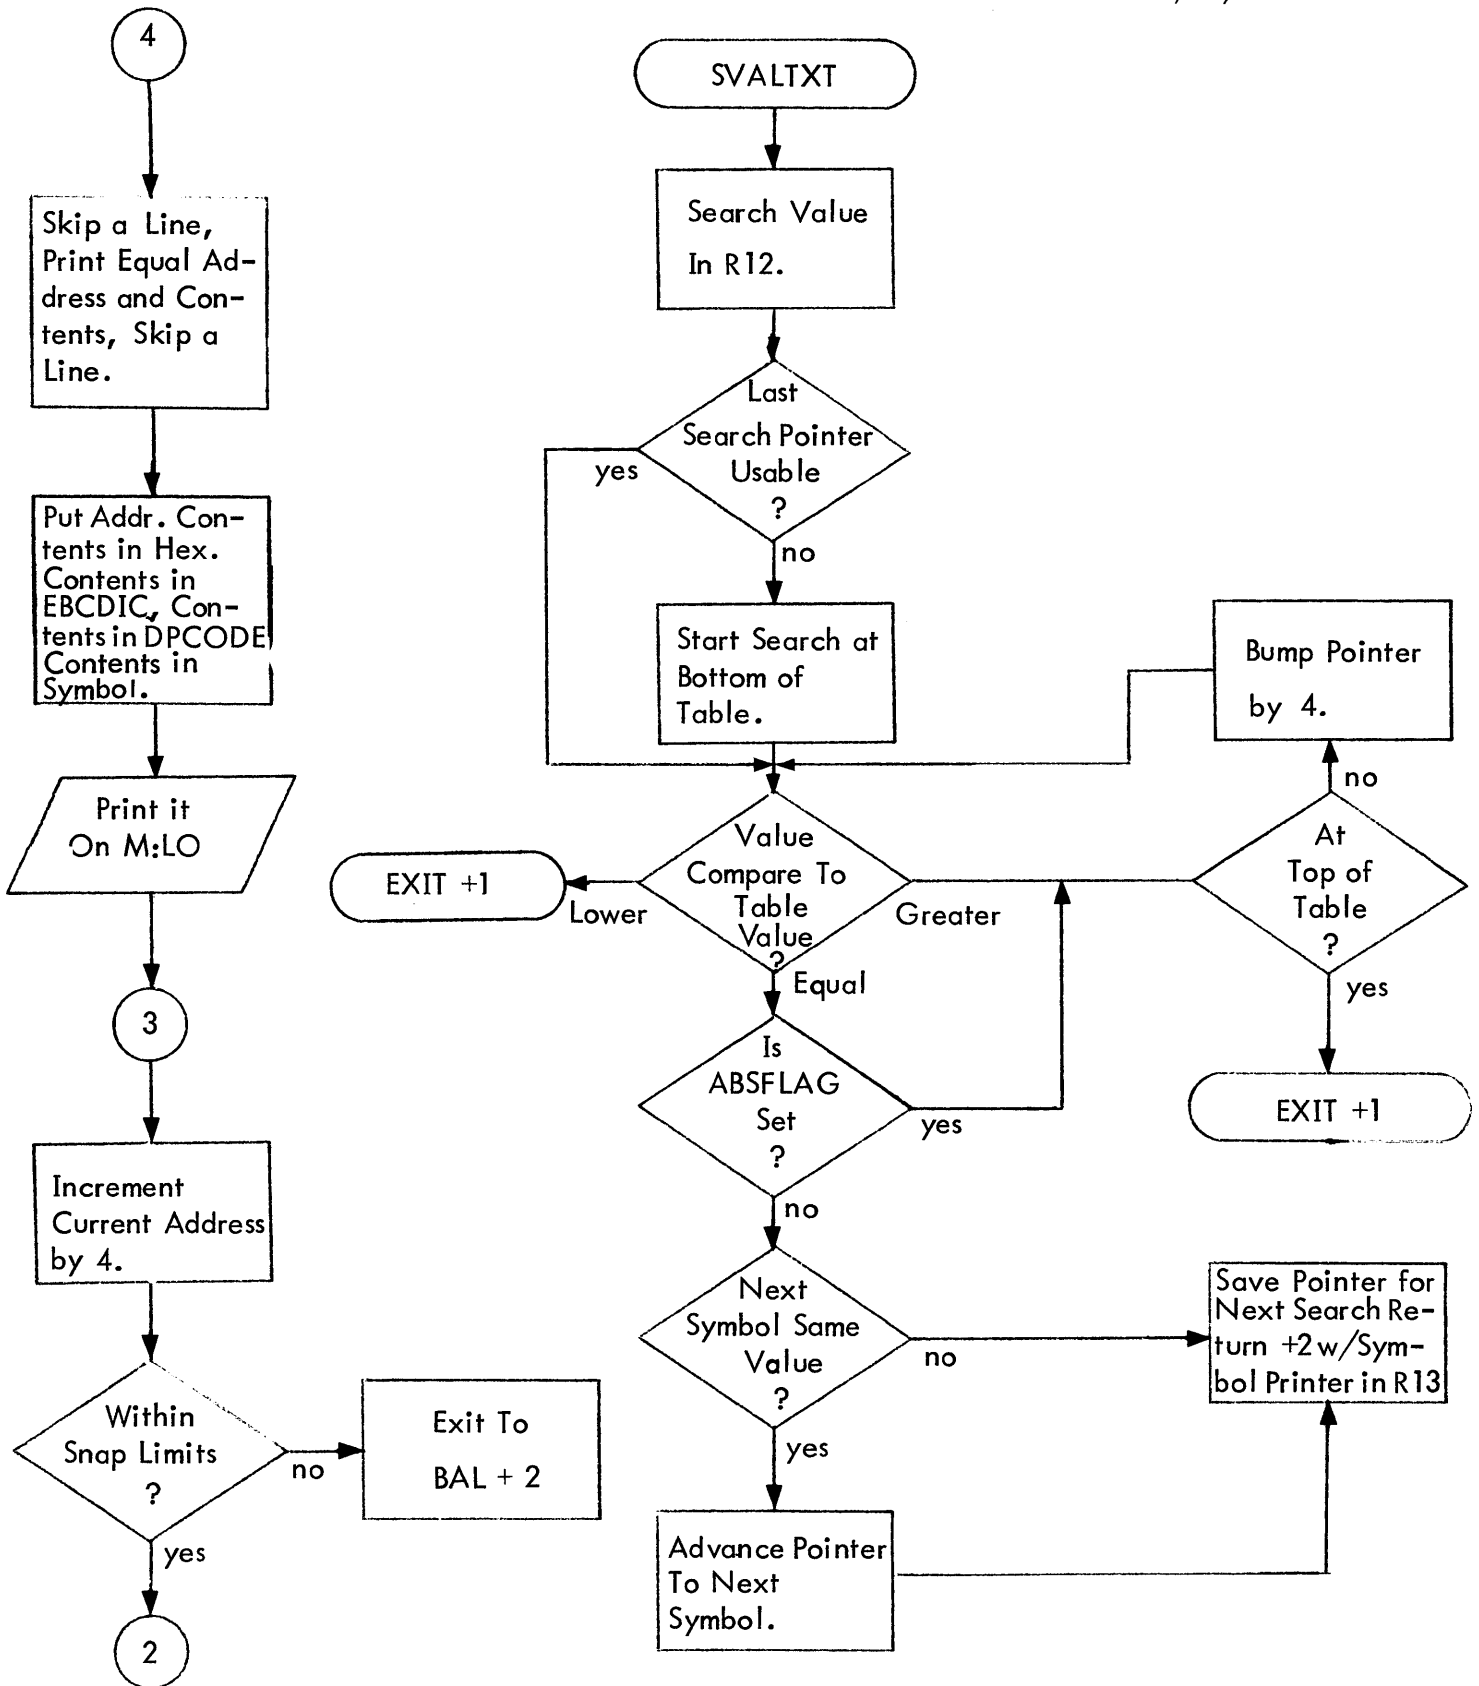 4
Skip a Line,
Print Equal Ad-
dress and Con-
tents, Skip a
Line.
Put Addr. Con-
tents in Hex.
Contents in
EBCDIC, Con-
tents in DPCODE
Contents in
Symbol.
Print it
On M:LO
3
Increment
Current Address
by 4.
Within
Snap Limits
?
no
Exit To
BAL + 2
yes
2
SVALTXT
Search Value
In R12.
Last
Search Pointer
Usable
?
yes
no
Start Search at
Bottom of
Table.
Value
Compare To
Table
Value
?
Lower
EXIT +1
Greater
Equal
Is
ABSFLAG
Set
?
yes
no
Next
Symbol Same
Value
?
no
yes
Advance Pointer
To Next
Symbol.
Bump Pointer
by 4.
no
At
Top of
Table
?
yes
EXIT +1
Save Pointer for
Next Search Re-
turn +2 w/Sym-
bol Printer in R13